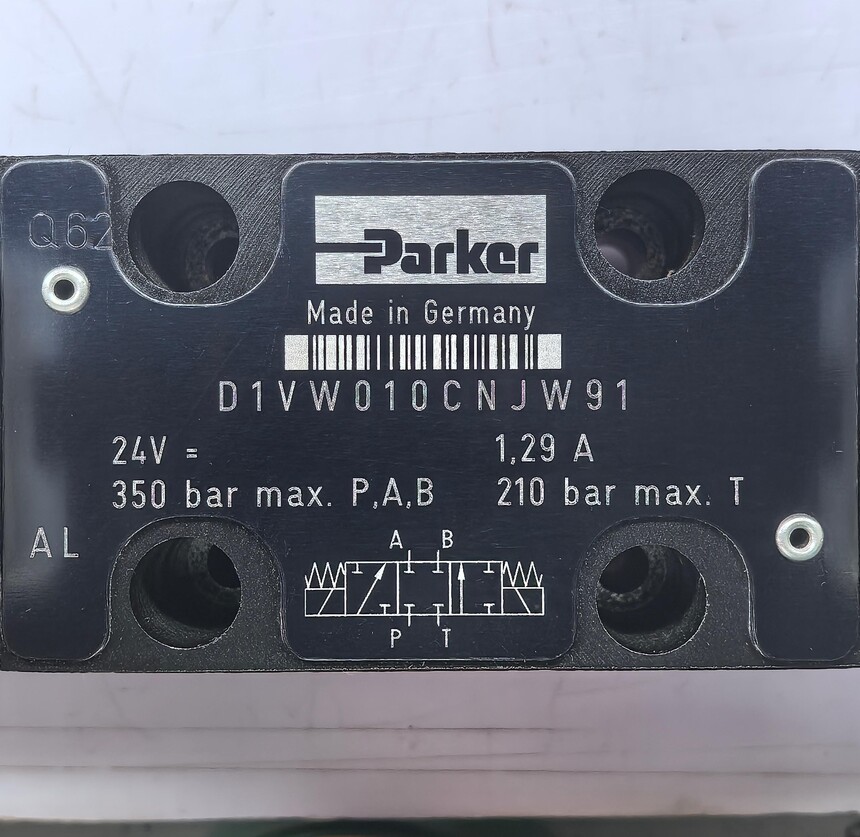 Q62
Parker
Made in Germany
D1VW010CNJW91
24V = 1,29 A
350 bar max. P,A,B 210 bar max. T
AL
A B
P T